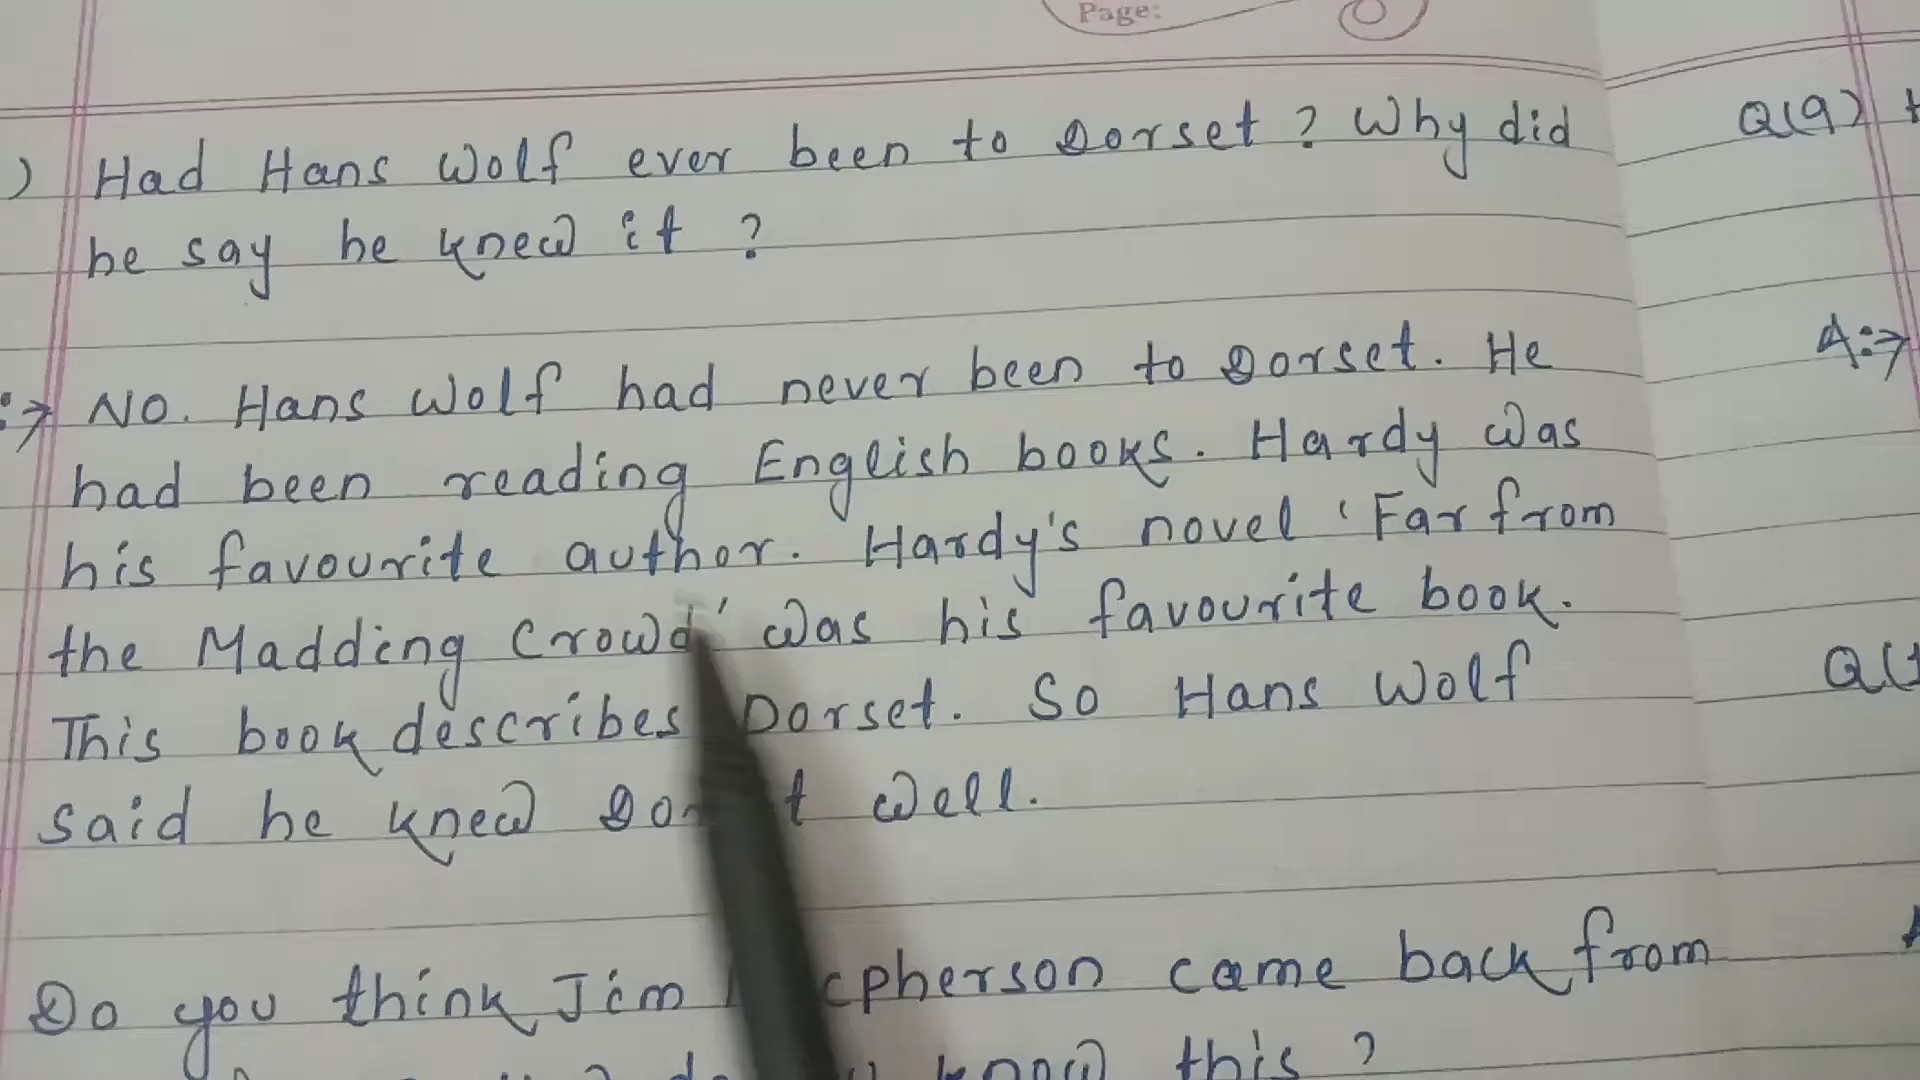 Page:
) Had Hans Wolf ever been to Dorset? Why did
he say he knew it ?
:→ No. Hans Wolf had never been to Dorset. He
had been reading English books. Hardy was
his favourite author. Hardy's novel 'Far from
the Madding Crowd' was his favourite book.
This book describes Dorset. So Hans Wolf
said he knew well.
Do you think Jim came back from
know this ?
Q(9)
A:→